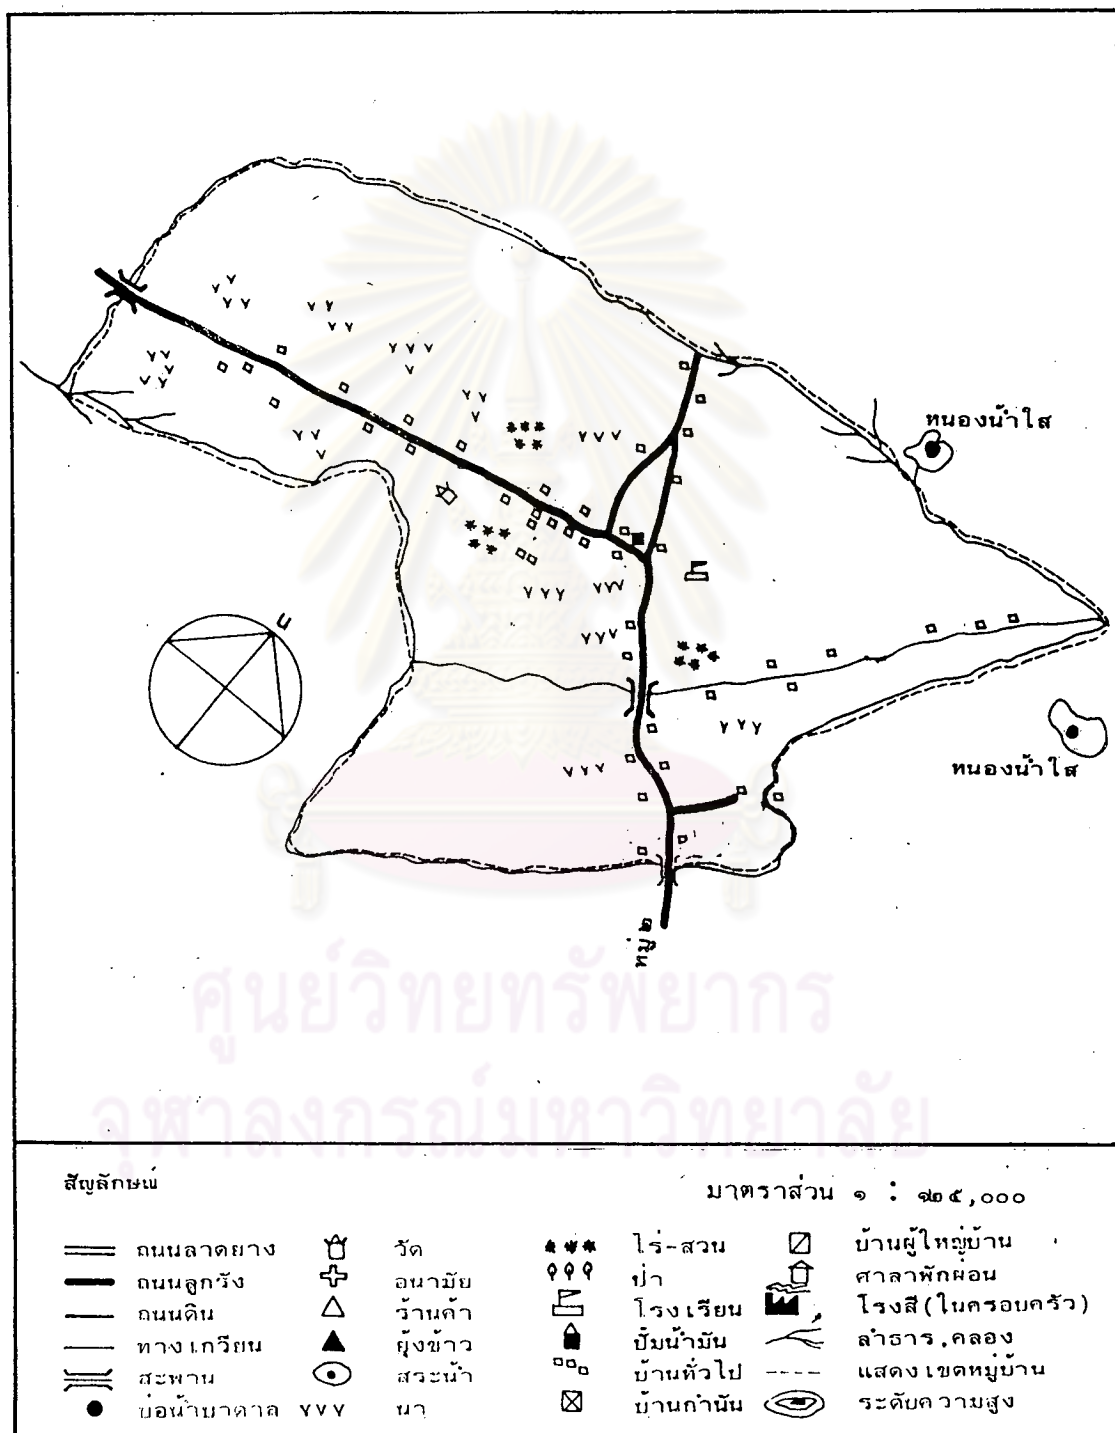 หนองน้ำใส
น
หนองน้ำใส
หมู่ ๒
ศูนย์วิทยทรัพยากร
จุฬาลงกรณ์มหาวิทยาลัย
สัญลักษณ์
มาตราส่วน ๑ : ๑๒๕,๐๐๐
ถนนลาดยาง วัด ไร่-สวน บ้านผู้ใหญ่บ้าน
ถนนลูกรัง อนามัย ป่า ศาลาพักผ่อน
ถนนดิน ร้านค้า โรงเรียน โรงสี(ในครอบครัว)
ทางเกวียน ยุ้งข้าว ปั๊มน้ำมัน ลำธาร,คลอง
สะพาน สระน้ำ บ้านทั่วไป แสดงเขตหมู่บ้าน
บ่อน้ำบาดาล นา บ้านกำนัน ระดับความสูง